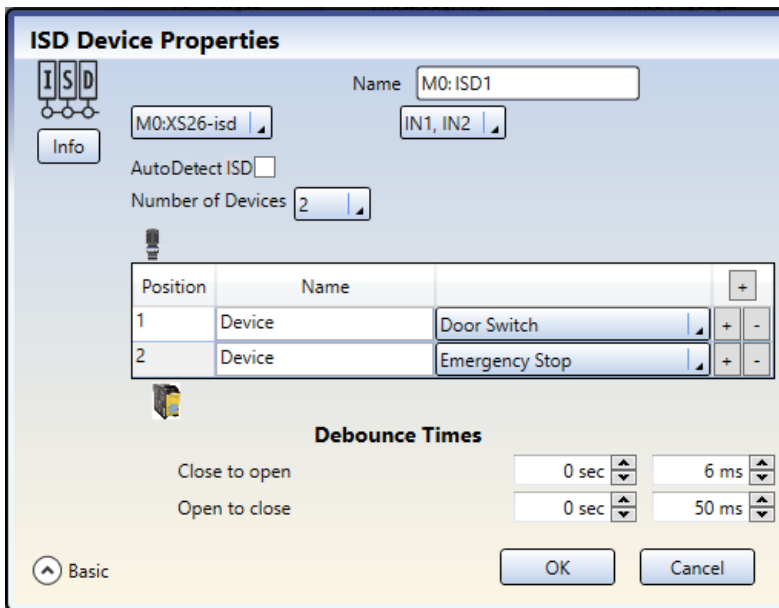 ISD Device Properties
ISD
Name M0: ISD1
M0:XS26-isd IN1, IN2
Info
AutoDetect ISD
Number of Devices 2
Position Name +
1 Device Door Switch + -
2 Device Emergency Stop + -
Debounce Times
Close to open 0 sec 6 ms
Open to close 0 sec 50 ms
Basic OK Cancel